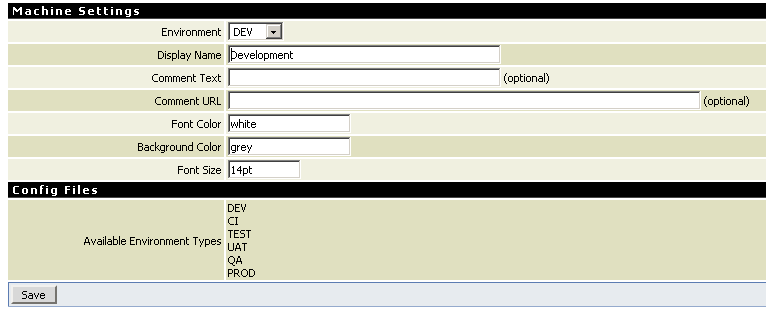 Machine Settings
Environment DEV
Display Name Development
Comment Text (optional)
Comment URL (optional)
Font Color white
Background Color grey
Font Size 14pt
Config Files
DEV
CI
TEST
Available Environment Types UAT
QA
PROD
Save